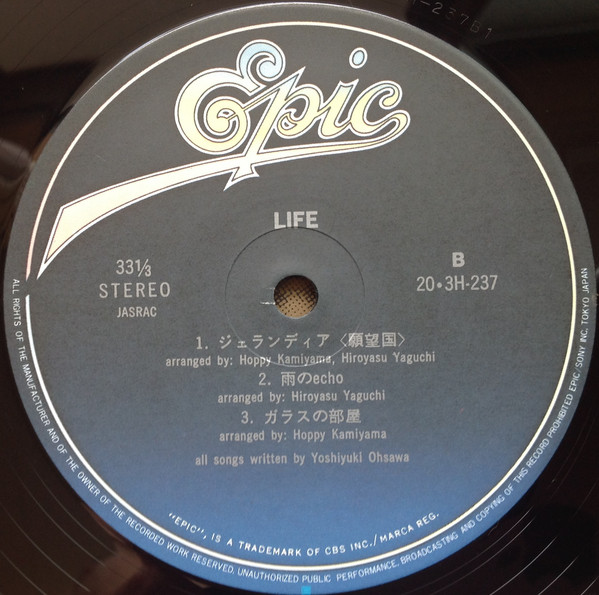 -237B1
Epic
LIFE
33 1/3
STEREO
JASRAC
B
20•3H-237
1. ジェランディア〈願望国〉
arranged by: Hoppy Kamiyama, Hiroyasu Yaguchi
2. 雨のecho
arranged by: Hiroyasu Yaguchi
3. ガラスの部屋
arranged by: Hoppy Kamiyama
all songs written by Yoshiyuki Ohsawa
"EPIC", IS A TRADEMARK OF CBS INC./MARCA REG.
ALL RIGHTS OF THE MANUFACTURER AND OF THE OWNER OF THE RECORDED WORK RESERVED. UNAUTHORIZED PUBLIC PERFORMANCE, BROADCASTING AND COPYING OF THIS RECORD PROHIBITED EPIC/SONY INC. TOKYO JAPAN